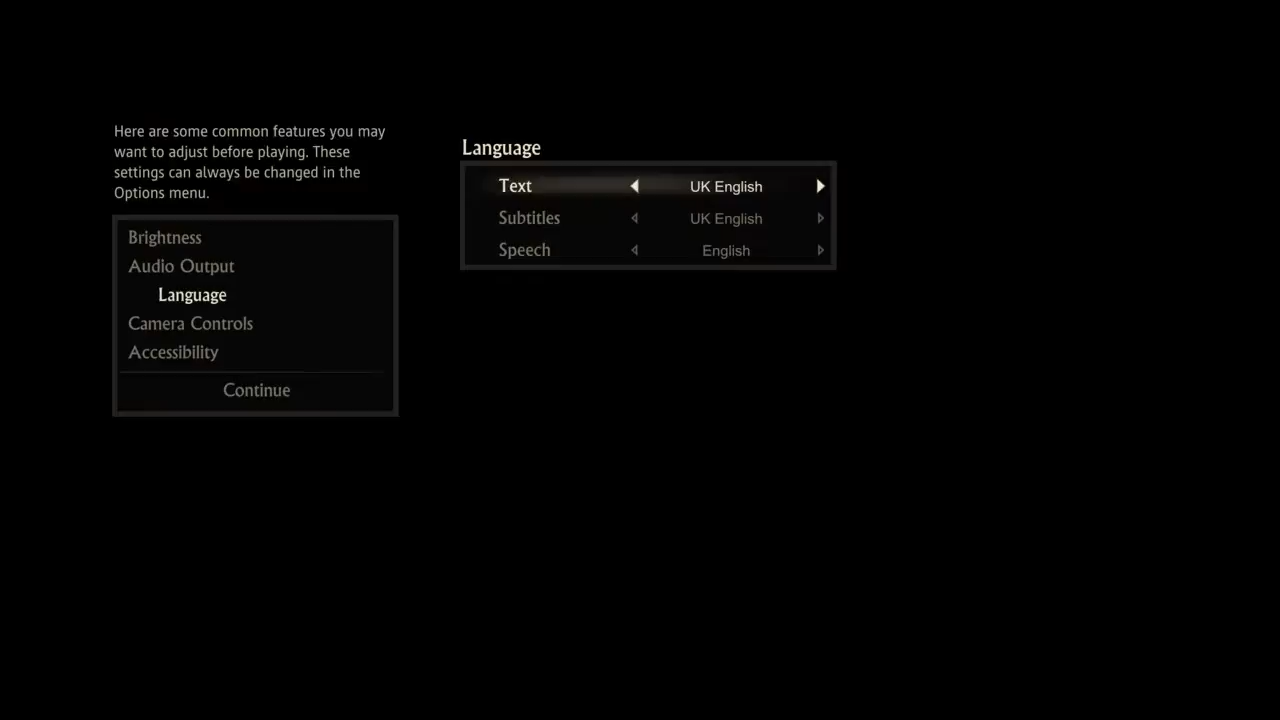 Here are some common features you may
want to adjust before playing. These
settings can always be changed in the
Options menu.
Brightness
Audio Output
Language
Camera Controls
Accessibility
Continue
Language
Text UK English
Subtitles UK English
Speech English